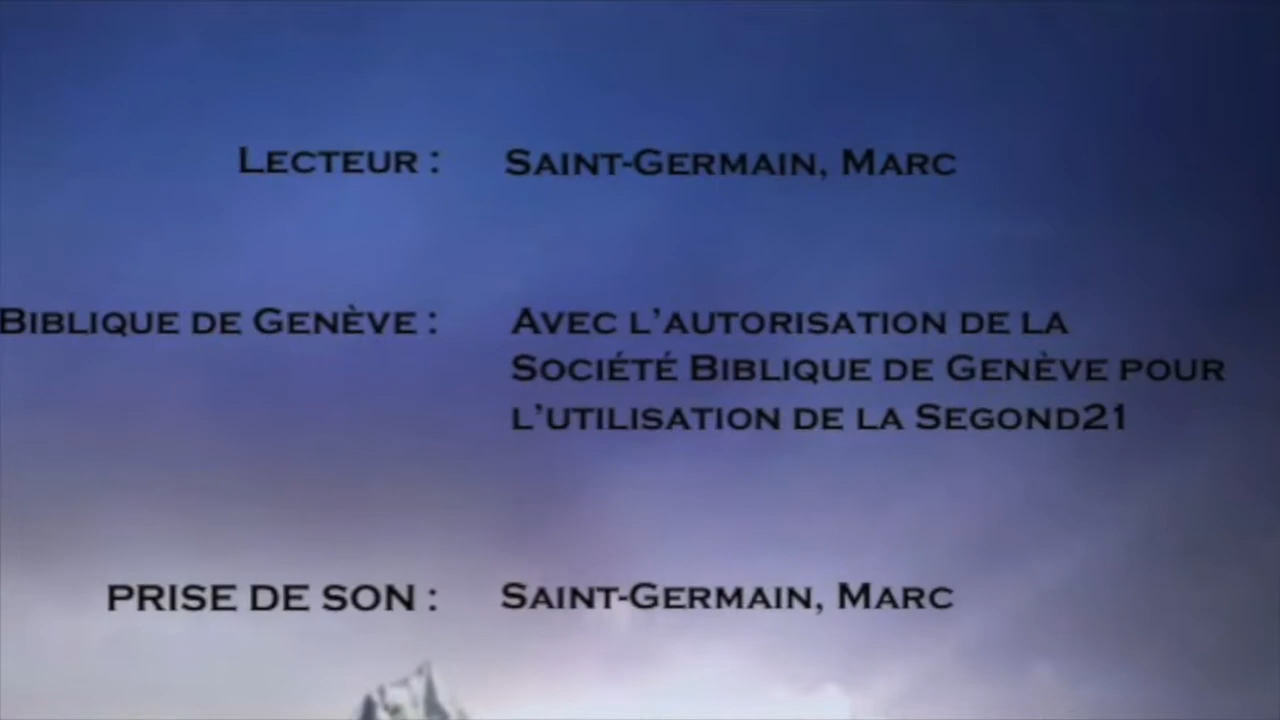 LECTEUR : SAINT-GERMAIN, MARC
BIBLIQUE DE GENÈVE : AVEC L'AUTORISATION DE LA
SOCIÉTÉ BIBLIQUE DE GENÈVE POUR
L'UTILISATION DE LA SEGOND21
PRISE DE SON : SAINT-GERMAIN, MARC